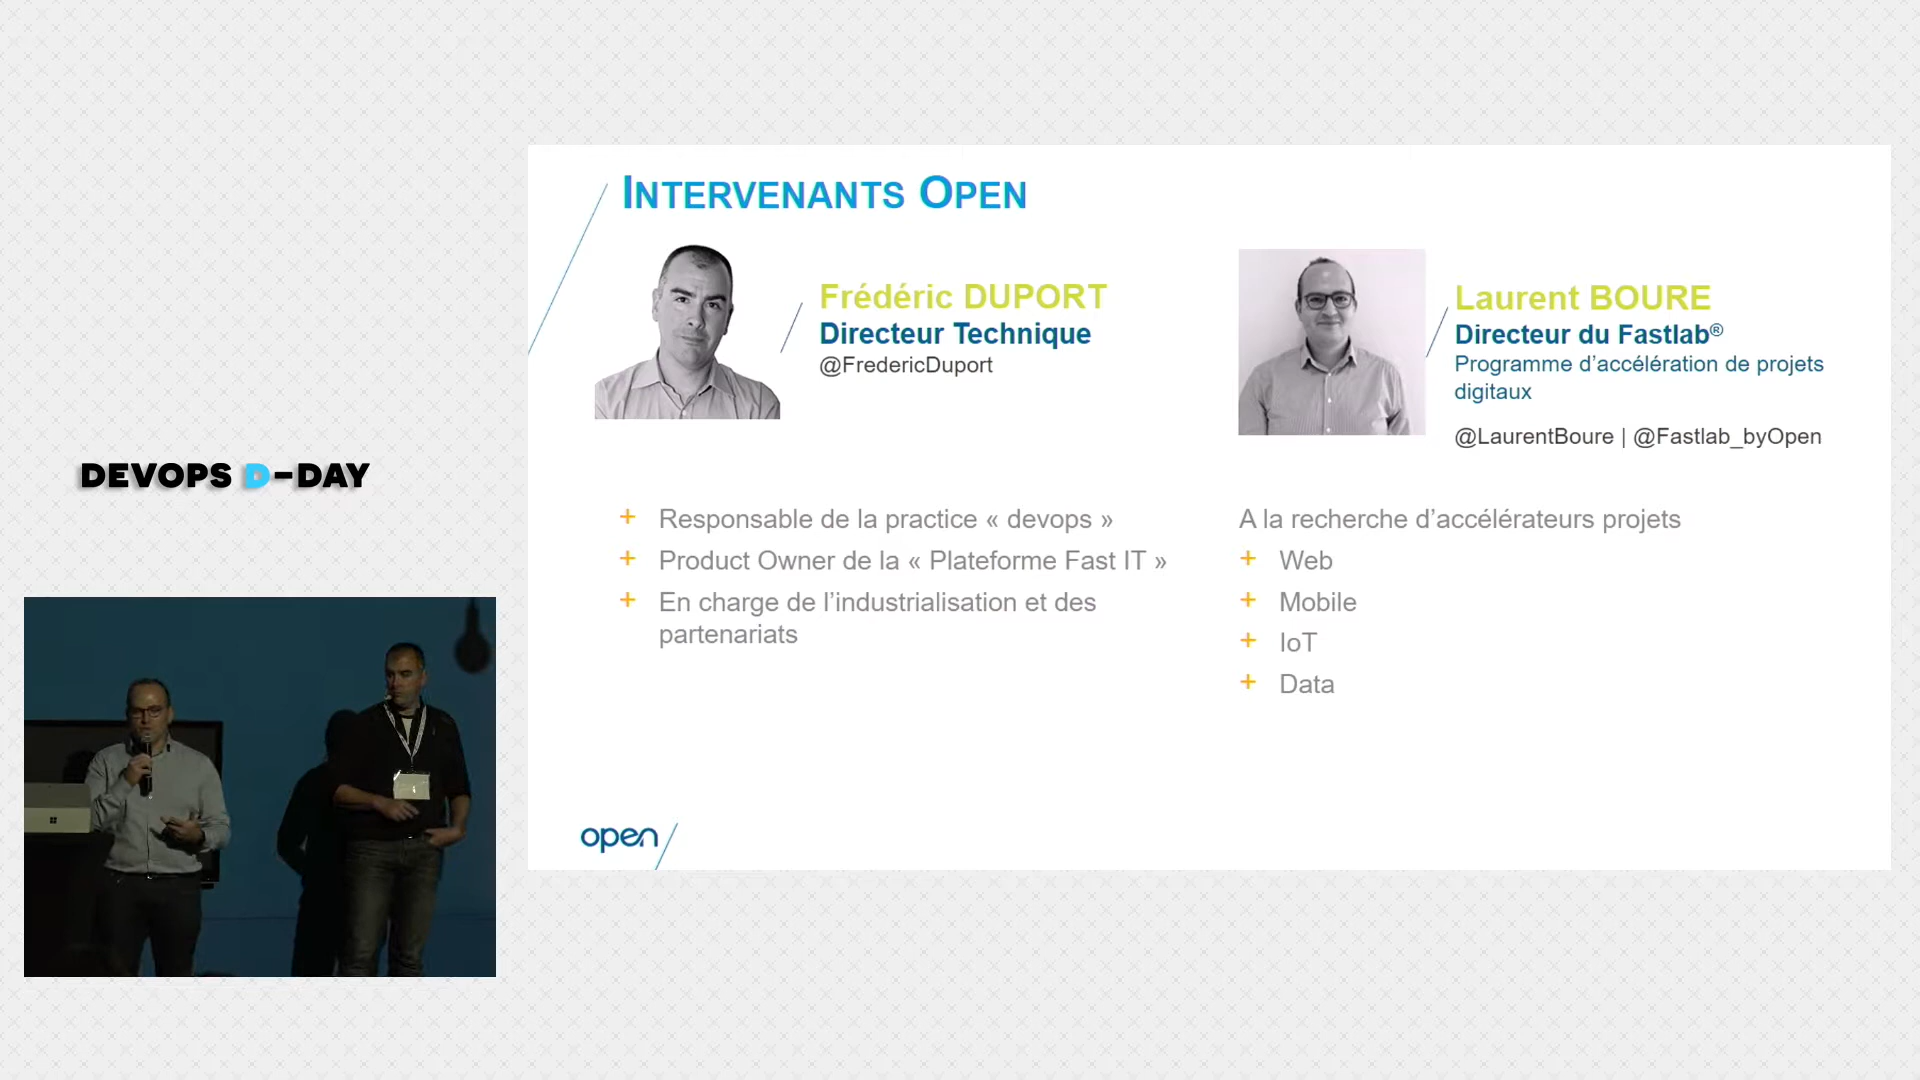 DEVOPS D-DAY
INTERVENANTS OPEN
Frédéric DUPORT
Directeur Technique
@FredericDuport
Laurent BOURE
Directeur du Fastlab®
Programme d’accélération de projets
digitaux
@LaurentBoure | @Fastlab_byOpen
+ Responsable de la practice « devops »
+ Product Owner de la « Plateforme Fast IT »
+ En charge de l’industrialisation et des
partenariats
A la recherche d’accélérateurs projets
+ Web
+ Mobile
+ IoT
+ Data
open